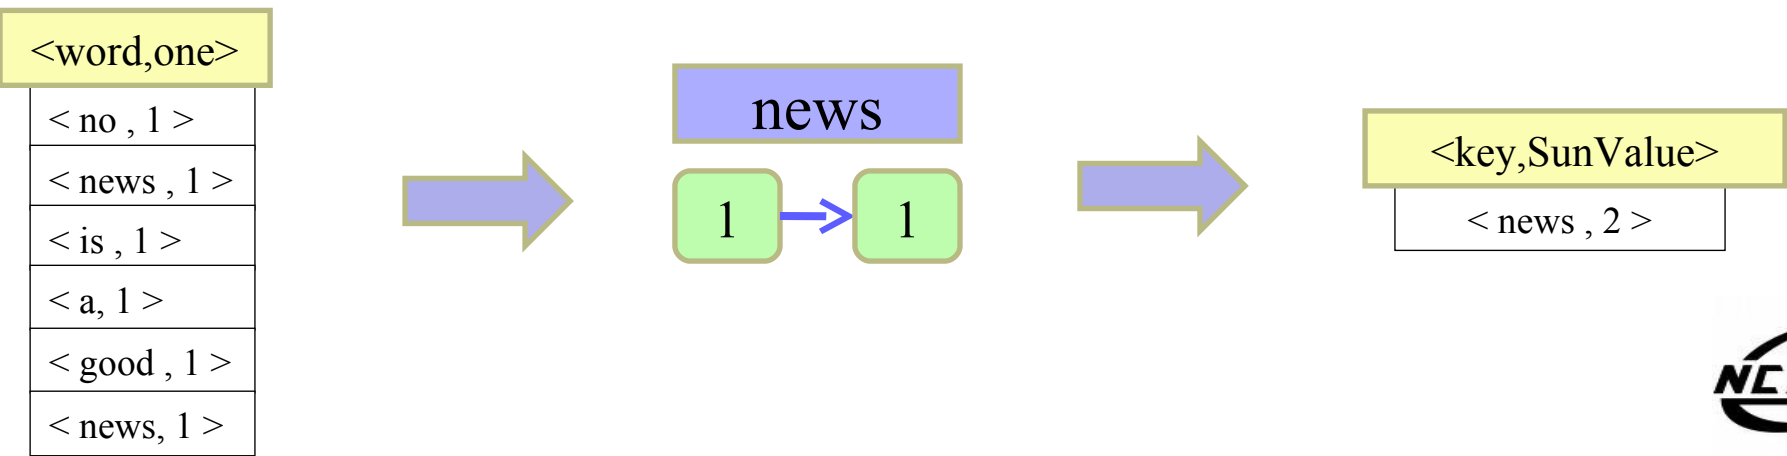 <word,one>
< no , 1 >
< news , 1 >
< is , 1 >
< a, 1 >
< good , 1 >
< news, 1 >
news
1
1
<key,SunValue>
< news , 2 >